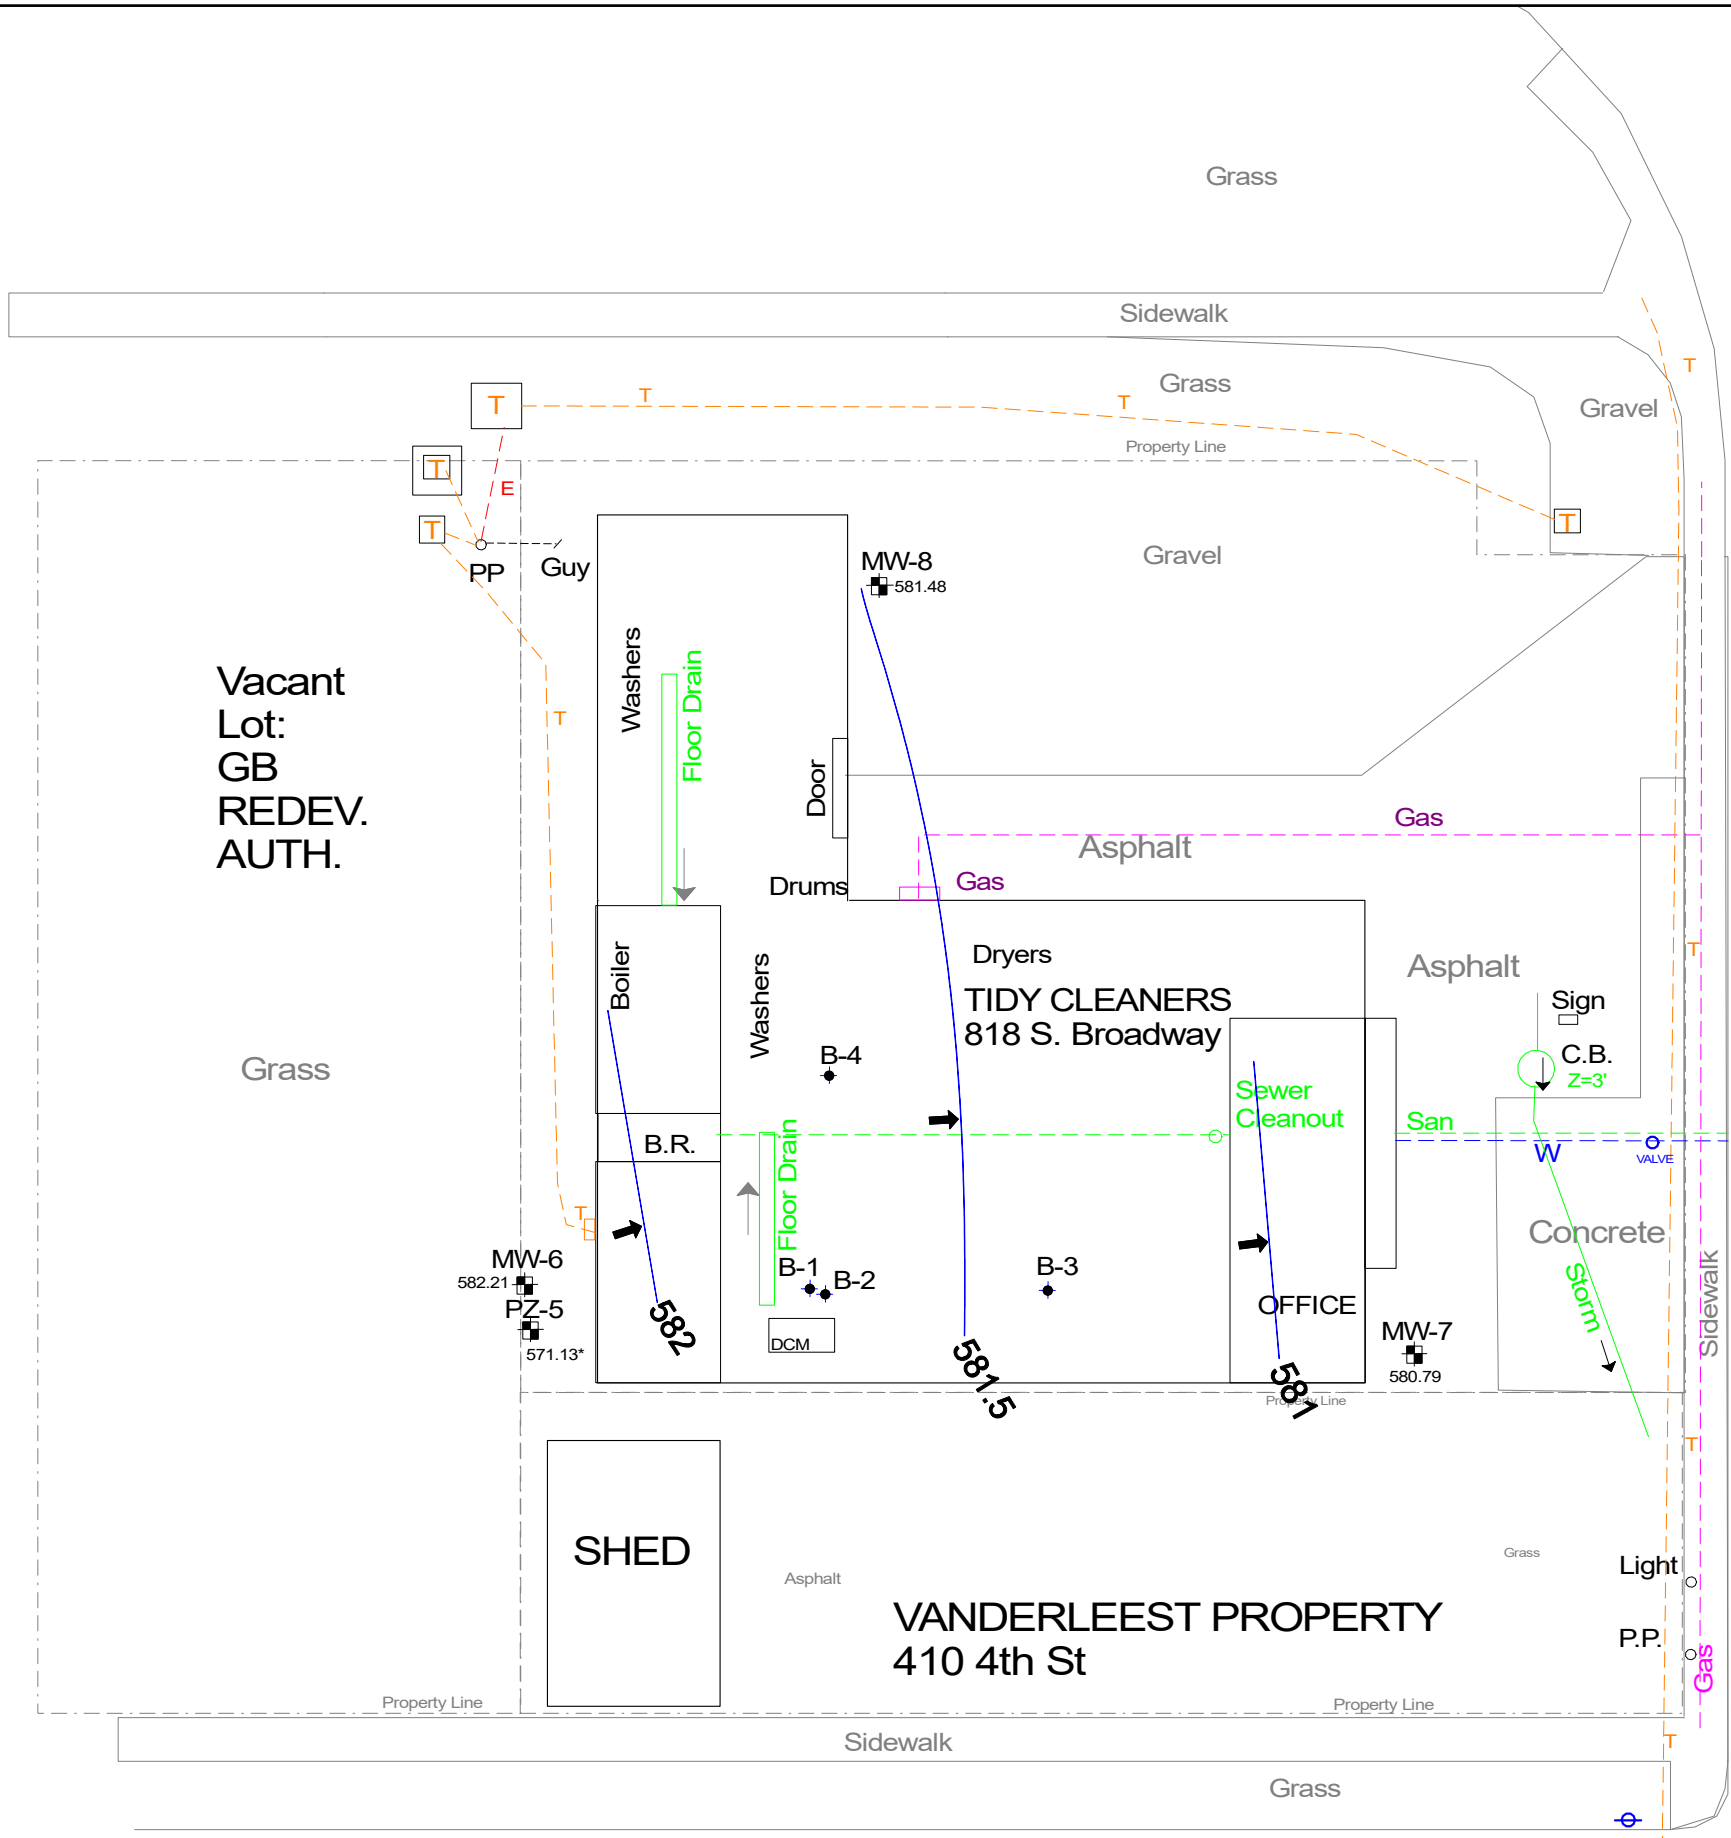 Grass
Sidewalk
T
T
T
T
Grass
Gravel
Property Line
T
E
T
T
PP
Guy
MW-8
581.48
Gravel
Vacant
Lot:
GB
REDEV.
AUTH.
Washers
Floor Drain
T
Door
Gas
Asphalt
Drums
Gas
Boiler
Washers
Dryers
TIDY CLEANERS
818 S. Broadway
Asphalt
T
Sign
C.B.
Z=3'
Grass
B-4
Sewer
Cleanout
San
W
VALVE
B.R.
Floor Drain
T
Concrete
Storm
Sidewalk
MW-6
582.21
PZ-5
571.13*
B-1
B-2
B-3
DCM
OFFICE
MW-7
580.79
582
581.5
581
Property Line
T
SHED
Asphalt
Grass
Light
VANDERLEEST PROPERTY
410 4th St
P.P.
Gas
Property Line
Property Line
Sidewalk
T
Grass